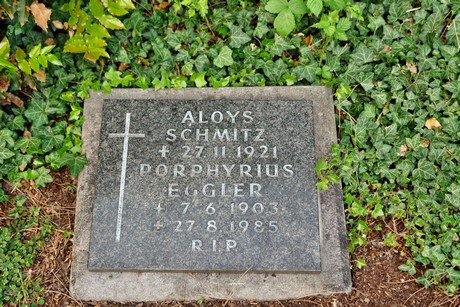 ALOYS
SCHMITZ
+ 27.11.1921
PORPHYRIUS
EGGLER
* 7.6.1903
+ 27.8.1985
R.I.P.